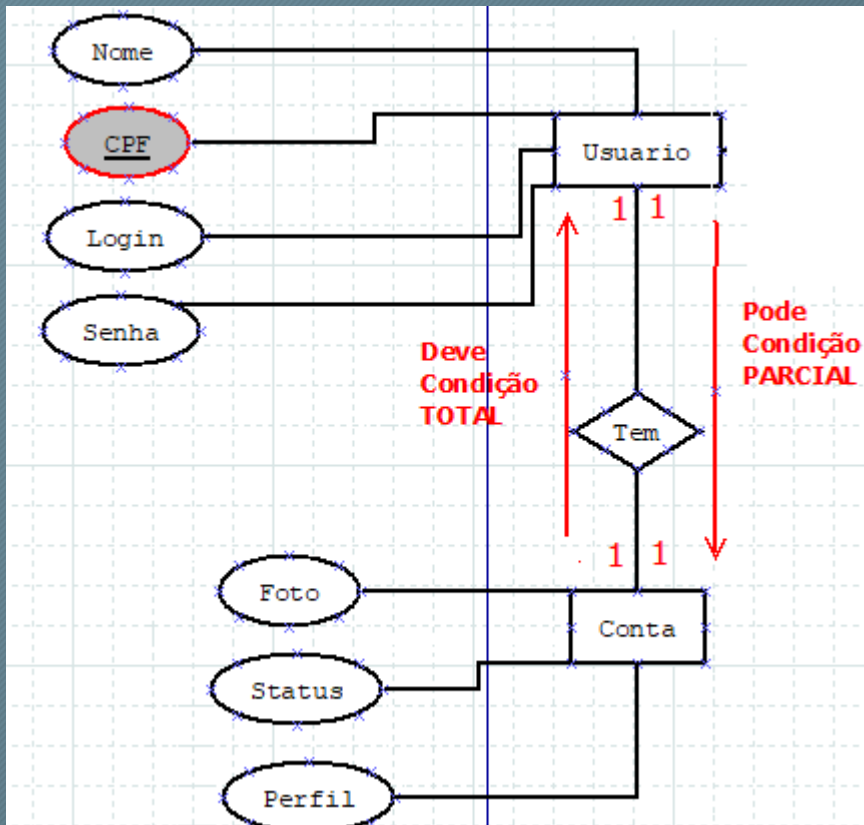 Nome
CPF
Usuario
Login
1 1
Senha
Deve
Condição
TOTAL
Pode
Condição
PARCIAL
Tem
1 1
Foto
Conta
Status
Perfil